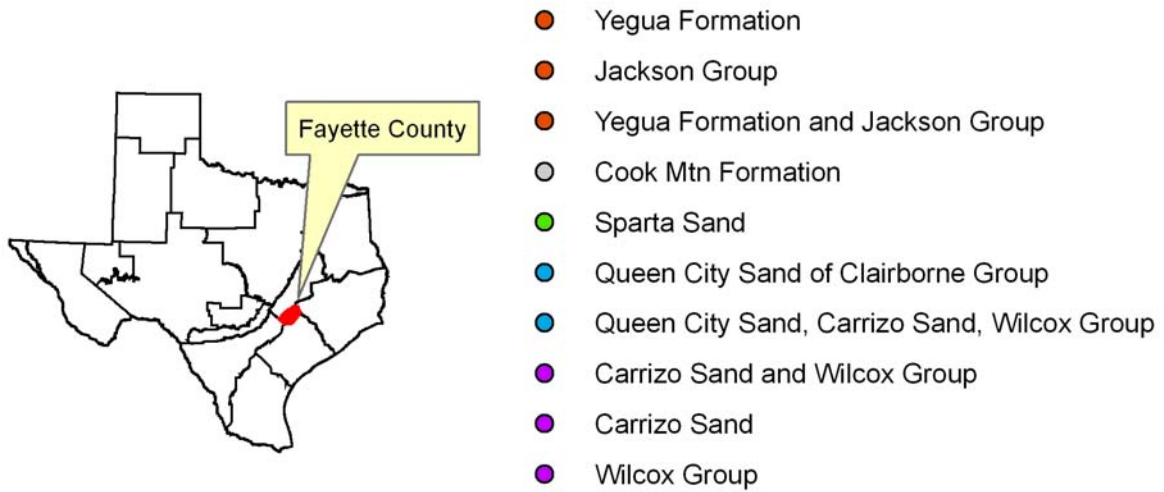 Fayette County
Yegua Formation
Jackson Group
Yegua Formation and Jackson Group
Cook Mtn Formation
Sparta Sand
Queen City Sand of Clairborne Group
Queen City Sand, Carrizo Sand, Wilcox Group
Carrizo Sand and Wilcox Group
Carrizo Sand
Wilcox Group